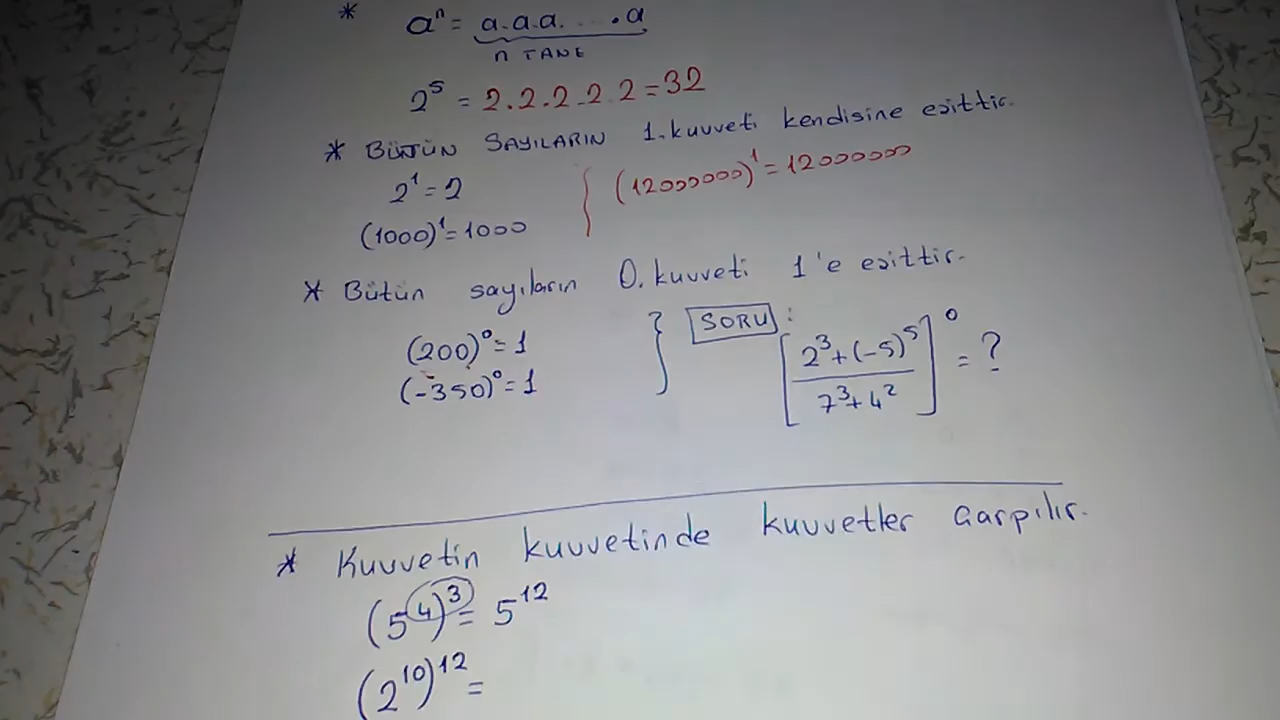 * aⁿ = a.a.a. ... .a
n TANE
2⁵ = 2.2.2.2.2 = 32
* BÜTÜN SAYILARIN 1.kuvveti kendisine eşittir.
2¹ = 2
(1000)¹ = 1000
(12000000)¹ = 12000000
* Bütün sayıların 0.kuvveti 1'e eşittir.
(200)⁰ = 1
(-350)⁰ = 1
SORU: [(2³+(-5)⁵)/(7³+4²)]⁰ = ?
* Kuvvetin kuvvetinde kuvvetler çarpılır.
(5⁴)³ = 5¹²
(2¹⁰)¹² =